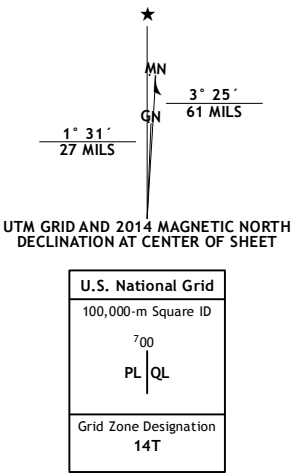 ★
MN
3° 25´
61 MILS
GN
1° 31´
27 MILS
UTM GRID AND 2014 MAGNETIC NORTH
DECLINATION AT CENTER OF SHEET
U.S. National Grid
100,000-m Square ID
⁷00
PL QL
Grid Zone Designation
14T